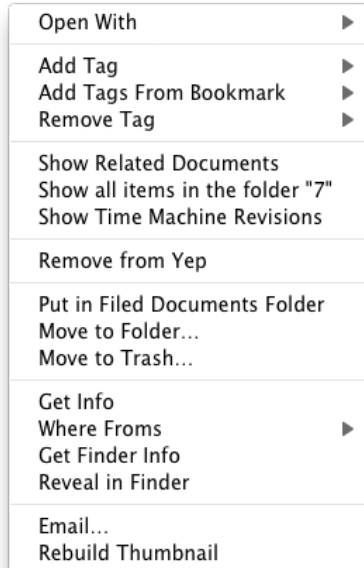 Open With
Add Tag
Add Tags From Bookmark
Remove Tag
Show Related Documents
Show all items in the folder "7"
Show Time Machine Revisions
Remove from Yep
Put in Filed Documents Folder
Move to Folder...
Move to Trash...
Get Info
Where Froms
Get Finder Info
Reveal in Finder
Email...
Rebuild Thumbnail